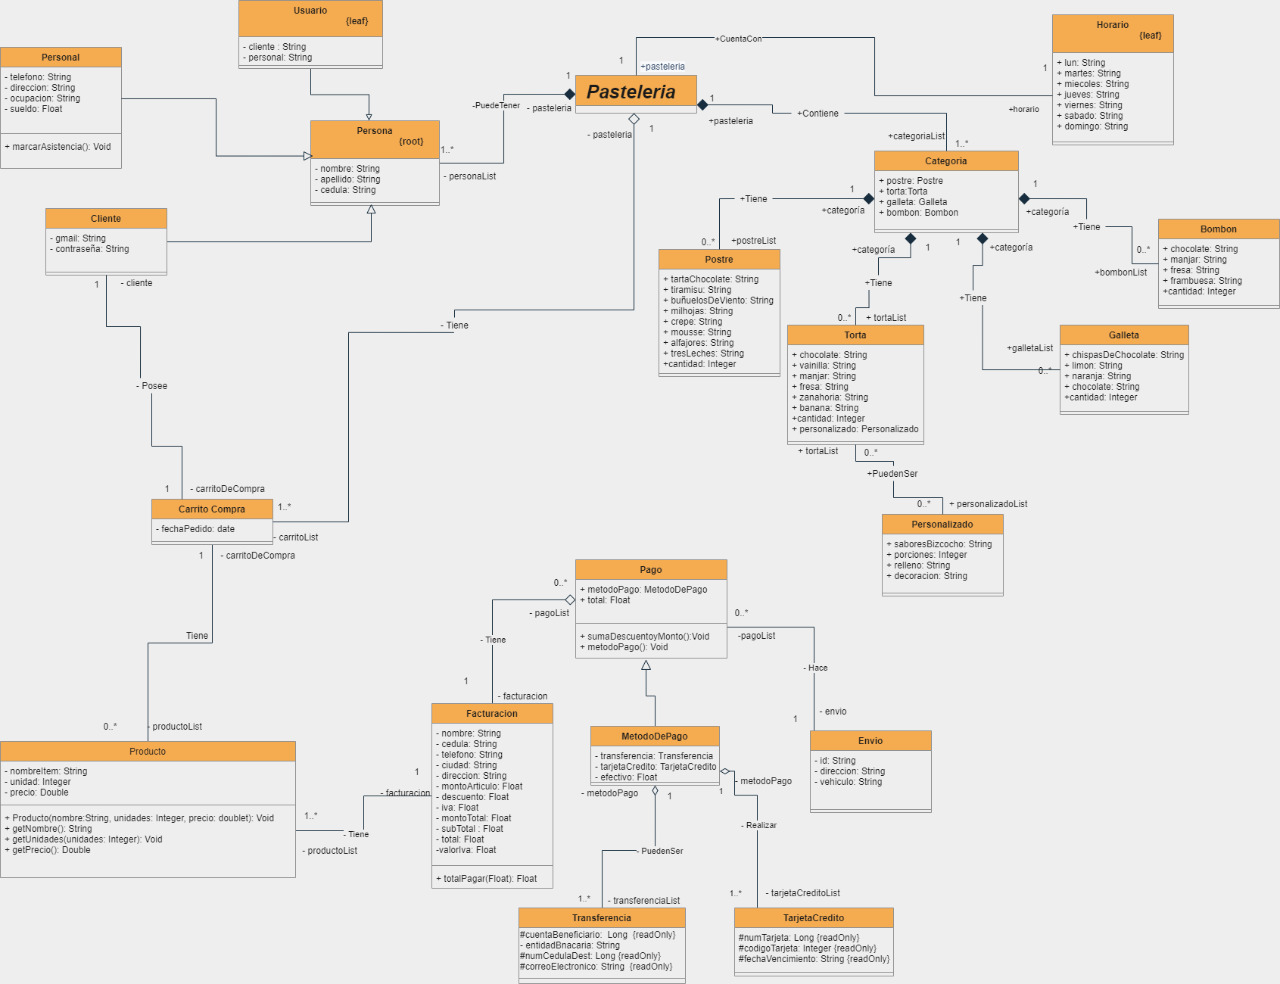 Usuario
{leaf}
- cliente : String
- personal: String
Personal
- telefono: String
- direccion: String
- ocupacion: String
- sueldo: Float
+ marcarAsistencia(): Void
Persona
{root}
- nombre: String
- apellido: String
- cedula: String
1..*
- personaList
-PuedeTener
1
- pasteleria
Pasteleria
1
+pasteleria
+CuentaCon
1
+horario
Horario
{leaf}
+ lun: String
+ martes: String
+ miecoles: String
+ jueves: String
+ viernes: String
+ sabado: String
+ domingo: String
1
+pasteleria
+Contiene
+categoriaList
1..*
- pasteleria
1
Categoria
+ postre: Postre
+ torta:Torta
+ galleta: Galleta
+ bombon: Bombon
Cliente
- gmail: String
- contraseña: String
1
- cliente
- Posee
1
- carritoDeCompra
- Tiene
1
+categoría
+Tiene
0..*
+postreList
Postre
+ tartaChocolate: String
+ tiramisu: String
+ buñuelosDeViento: String
+ milhojas: String
+ crepe: String
+ mousse: String
+ alfajores: String
+ tresLeches: String
+cantidad: Integer
+categoría
1
+Tiene
0..*
+ tortaList
Torta
+ chocolate: String
+ vainilla: String
+ manjar: String
+ fresa: String
+ zanahoria: String
+ banana: String
+cantidad: Integer
+ personalizado: Personalizado
1
+categoría
+Tiene
+galletaList
0..*
Galleta
+ chispasDeChocolate: String
+ limon: String
+ naranja: String
+ chocolate: String
+cantidad: Integer
1
+categoría
+Tiene
0..*
+bombonList
Bombon
+ chocolate: String
+ manjar: String
+ fresa: String
+ frambuesa: String
+cantidad: Integer
+ tortaList
0..*
+PuedenSer
0..*
+ personalizadoList
Personalizado
+ saboresBizcocho: String
+ porciones: Integer
+ relleno: String
+ decoracion: String
Carrito Compra
- fechaPedido: date
1..*
- carritoList
1
- carritoDeCompra
Tiene
0..*
- productoList
Producto
- nombreItem: String
- unidad: Integer
- precio: Double
+ Producto(nombre:String, unidades: Integer, precio: doublet): Void
+ getNombre(): String
+ getUnidades(unidades: Integer): Void
+ getPrecio(): Double
1..*
- productoList
- Tiene
1
- facturacion
Pago
+ metodoPago: MetodoDePago
+ total: Float
+ sumaDescuentoyMonto():Void
+ metodoPago(): Void
0..*
- pagoList
- Tiene
1
- facturacion
Facturacion
- nombre: String
- cedula: String
- telefono: String
- ciudad: String
- direccion: String
- montoArticulo: Float
- descuento: Float
- iva: Float
- montoTotal: Float
- subTotal : Float
- total: Float
-valorIva: Float
+ totalPagar(Float): Float
0..*
-pagoList
- Hace
- envio
1
Envio
- id: String
- direccion: String
- vehiculo: String
MetodoDePago
- transferencia: Transferencia
- tarjetaCredito: TarjetaCredito
- efectivo: Float
- metodoPago
1
- PuedenSer
1..*
- transferenciaList
1
- metodoPago
- Realizar
1..*
- tarjetaCreditoList
Transferencia
#cuentaBeneficiario: Long {readOnly}
- entidadBnacaria: String
#numCedulaDest: Long {readOnly}
#correoElectronico: String {readOnly}
TarjetaCredito
#numTarjeta: Long {readOnly}
#codigoTarjeta: Integer {readOnly}
#fechaVencimiento: String {readOnly}